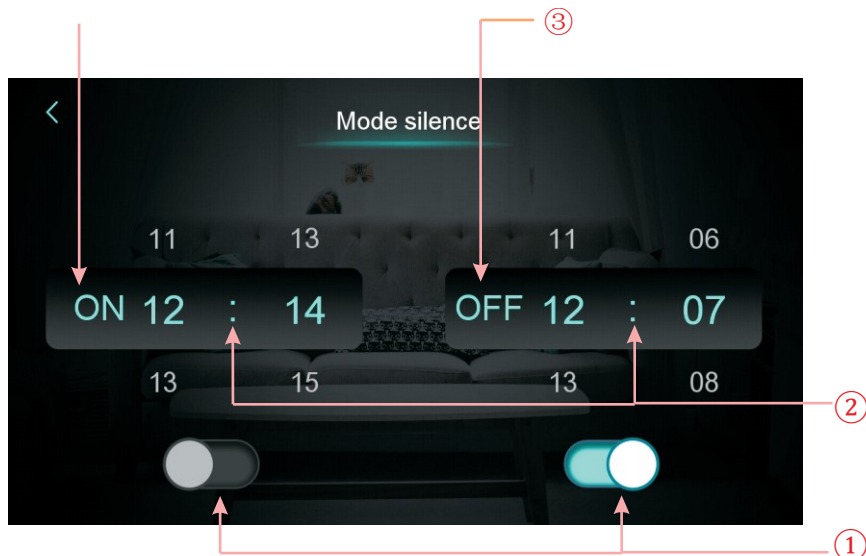 ③
<
Mode silence
11 13 11 06
ON 12 : 14 OFF 12 : 07
13 15 13 08
②
①